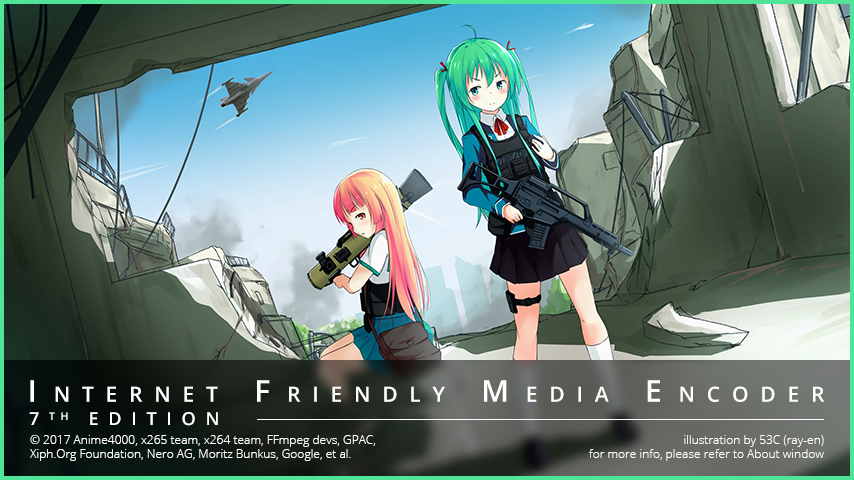 INTERNET FRIENDLY MEDIA ENCODER
7TH EDITION
© 2017 Anime4000, x265 team, x264 team, FFmpeg devs, GPAC,
Xiph.Org Foundation, Nero AG, Moritz Bunkus, Google, et al.
illustration by 53C (ray-en)
for more info, please refer to About window